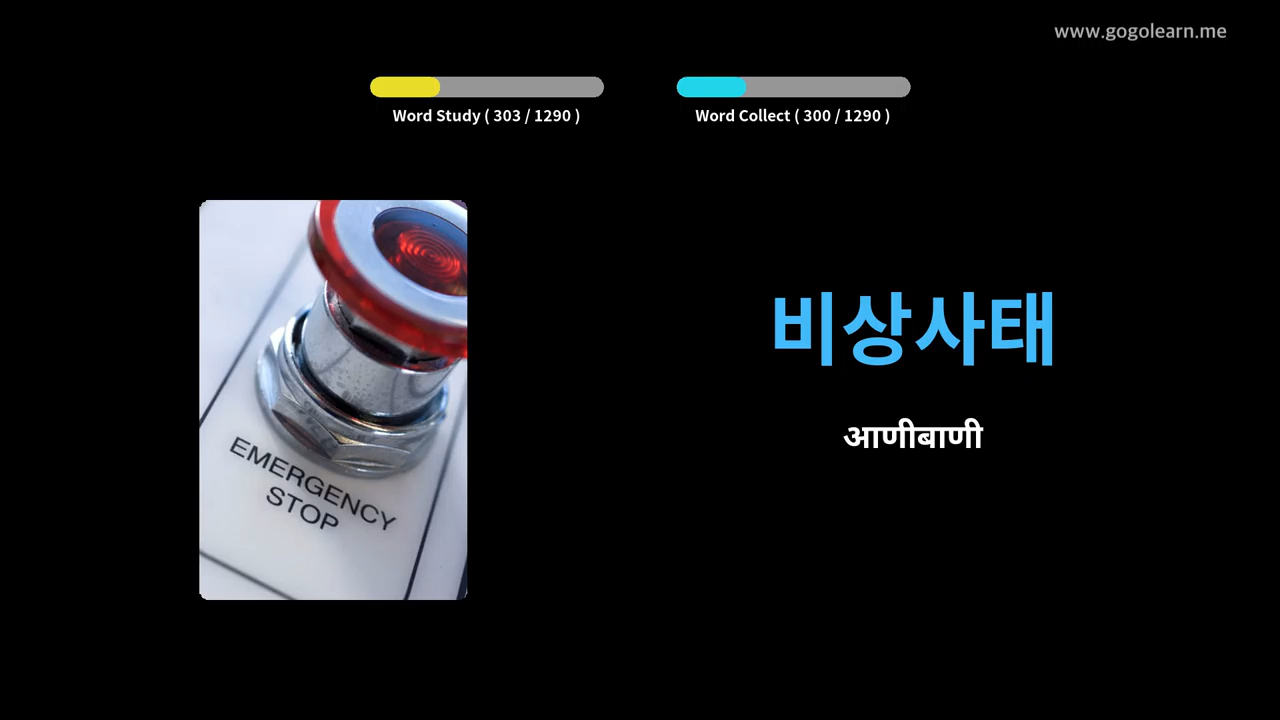 www.gogolearn.me
Word Study ( 303 / 1290 )
Word Collect ( 300 / 1290 )
비상사태
आणीबाणी
EMERGENCY
STOP